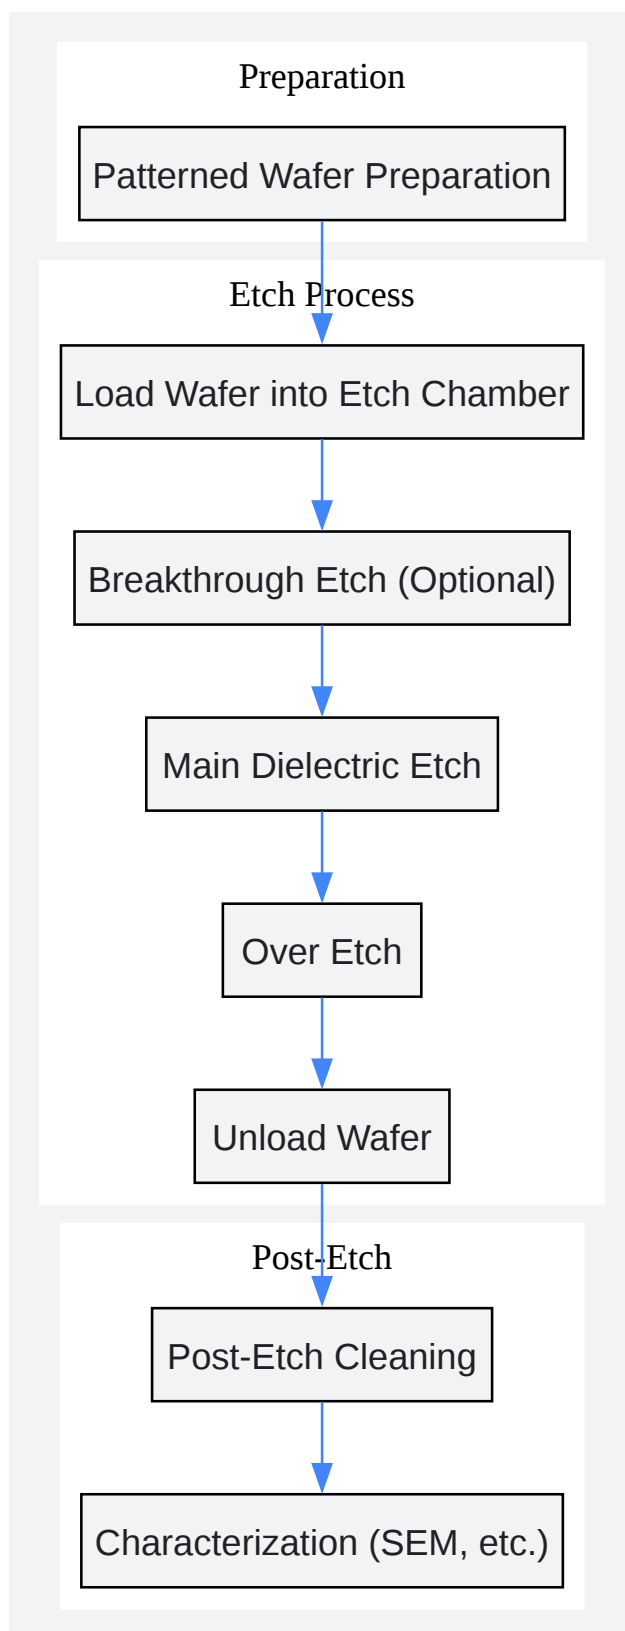 Preparation
Patterned Wafer Preparation
Etch Process
Load Wafer into Etch Chamber
Breakthrough Etch (Optional)
Main Dielectric Etch
Over Etch
Unload Wafer
Post-Etch
Post-Etch Cleaning
Characterization (SEM, etc.)